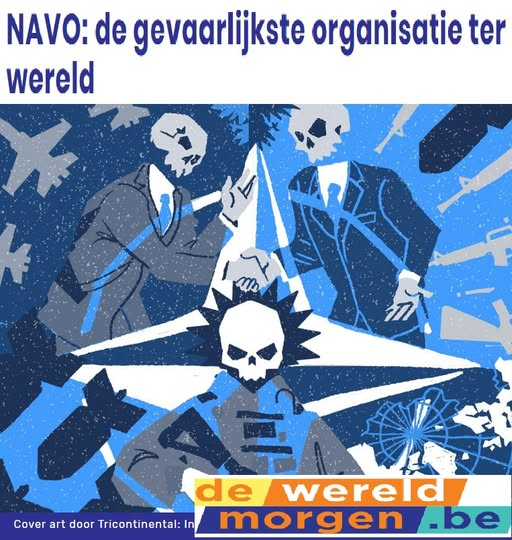 NAVO: de gevaarlijkste organisatie ter
wereld
Cover art door Tricontinental: In
de wereld
morgen.be